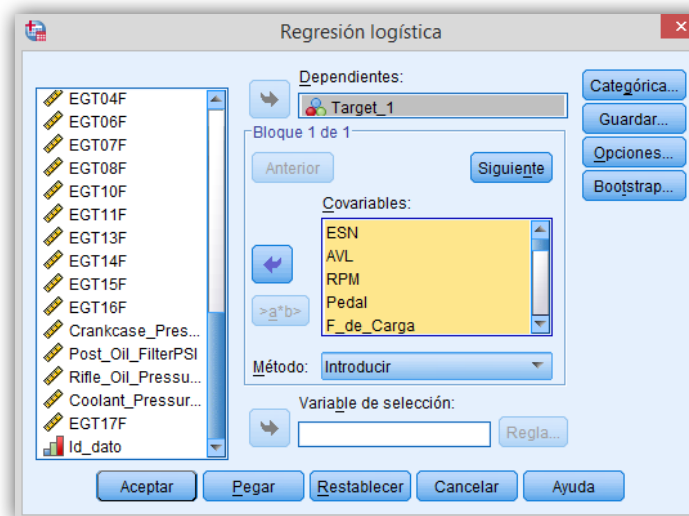 Regresión logística
EGT04F
EGT06F
EGT07F
EGT08F
EGT10F
EGT11F
EGT13F
EGT14F
EGT15F
EGT16F
Crankcase_Pres...
Post_Oil_FilterPSI
Rifle_Oil_Pressu...
Coolant_Pressur...
EGT17F
Id_dato
Dependientes:
Target_1
Bloque 1 de 1
Anterior
Siguiente
Covariables:
ESN
AVL
RPM
Pedal
F_de_Carga
>a*b>
Método:
Introducir
Variable de selección:
Regla...
Categórica...
Guardar...
Opciones...
Bootstrap...
Aceptar
Pegar
Restablecer
Cancelar
Ayuda